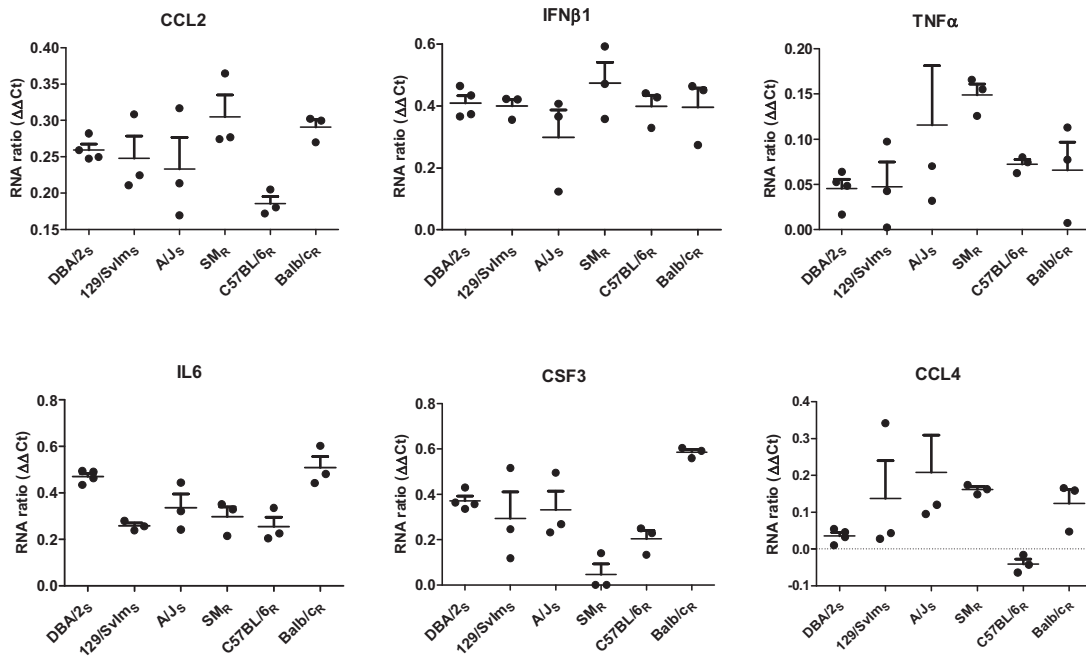 CCL2
RNA ratio (ΔΔCt)
0.40
0.35
0.30
0.25
0.20
0.15
DBA/2S
129/SvImS
A/JS
SMR
C57BL/6R
Balb/cR
IFNβ1
RNA ratio (ΔΔCt)
0.6
0.4
0.2
0.0
DBA/2S
129/SvImS
A/JS
SMR
C57BL/6R
Balb/cR
TNFα
RNA ratio (ΔΔCt)
0.20
0.15
0.10
0.05
0.00
DBA/2S
129/SvImS
A/JS
SMR
C57BL/6R
Balb/cR
IL6
RNA ratio (ΔΔCt)
0.8
0.6
0.4
0.2
0.0
DBA/2S
129/SvImS
A/JS
SMR
C57BL/6R
Balb/cR
CSF3
RNA ratio (ΔΔCt)
0.8
0.6
0.4
0.2
0.0
DBA/2S
129/SvImS
A/JS
SMR
C57BL/6R
Balb/cR
CCL4
RNA ratio (ΔΔCt)
0.4
0.3
0.2
0.1
0.0
-0.1
DBA/2S
129/SvImS
A/JS
SMR
C57BL/6R
Balb/cR